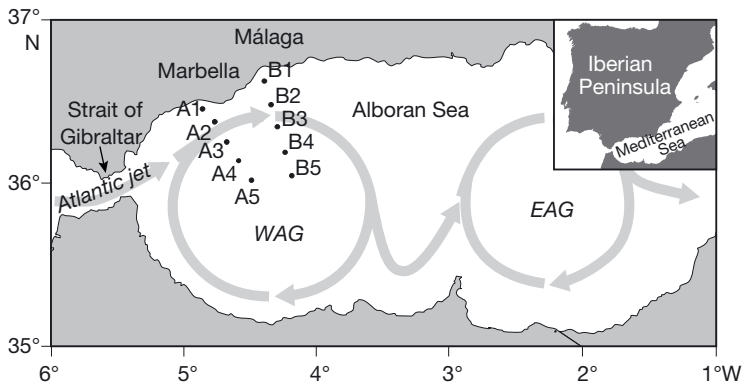 37°
N
Málaga
Marbella
B1
Strait of
Gibraltar
A1
B2
Alboran Sea
A2
B3
A3
B4
A4
B5
A5
36°
Atlantic jet
WAG
EAG
Iberian
Peninsula
Mediterranean
Sea
35°
6°
5°
4°
3°
2°
1°W